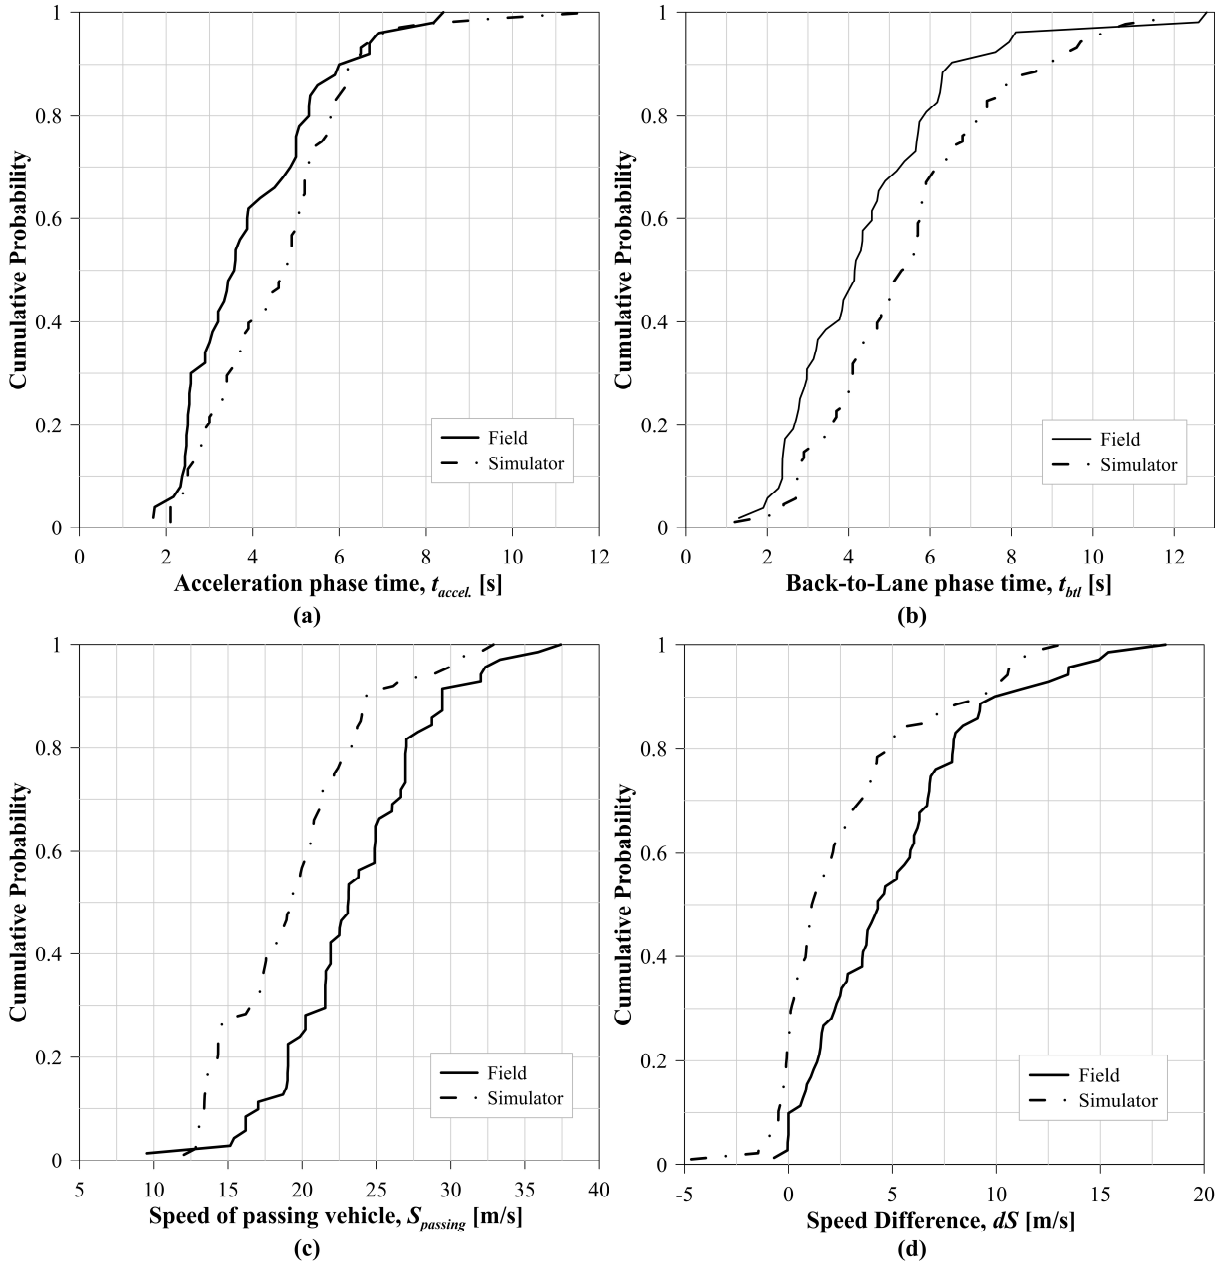 Cumulative Probability
1
0.8
0.6
0.4
0.2
0
0 2 4 6 8 10 12
Field
Simulator
Acceleration phase time, t accel. [s]
(a)
Cumulative Probability
1
0.8
0.6
0.4
0.2
0
0 2 4 6 8 10 12
Field
Simulator
Back-to-Lane phase time, t btl [s]
(b)
Cumulative Probability
1
0.8
0.6
0.4
0.2
0
5 10 15 20 25 30 35 40
Field
Simulator
Speed of passing vehicle, S passing [m/s]
(c)
Cumulative Probability
1
0.8
0.6
0.4
0.2
0
-5 0 5 10 15 20
Field
Simulator
Speed Difference, dS [m/s]
(d)